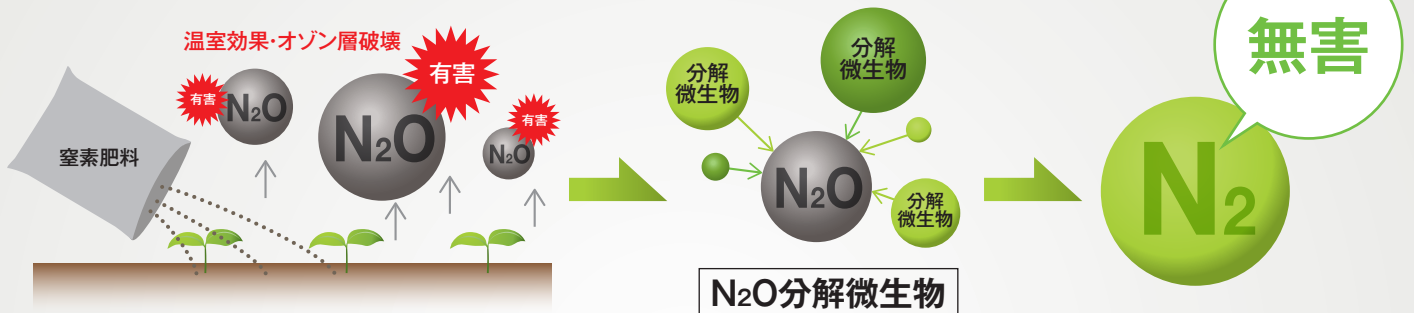 温室効果・オゾン層破壊
有害
N₂O
有害
N₂O
有害
N₂O
窒素肥料
分解
微生物
分解
微生物
N₂O
分解
微生物
N₂O分解微生物
無害
N₂